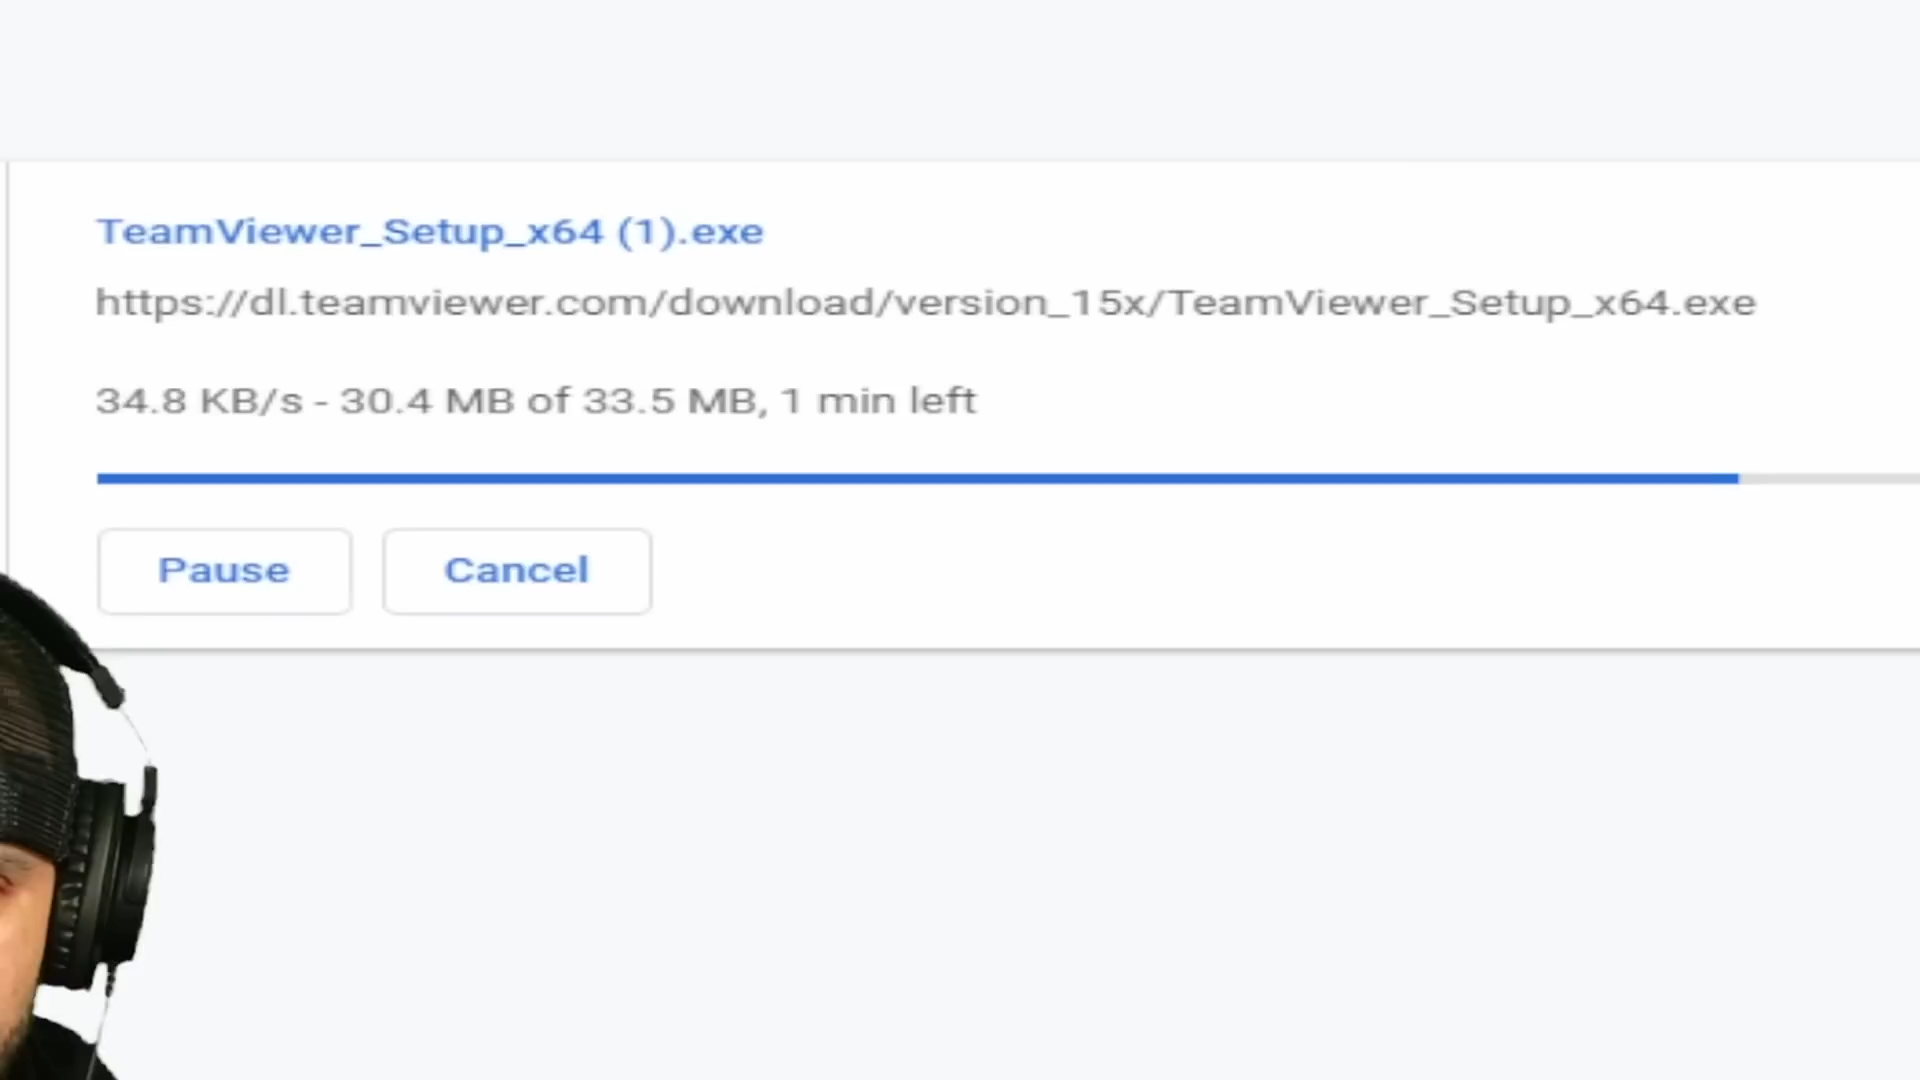 TeamViewer_Setup_x64 (1).exe
https://dl.teamviewer.com/download/version_15x/TeamViewer_Setup_x64.exe
34.8 KB/s - 30.4 MB of 33.5 MB, 1 min left
Pause
Cancel